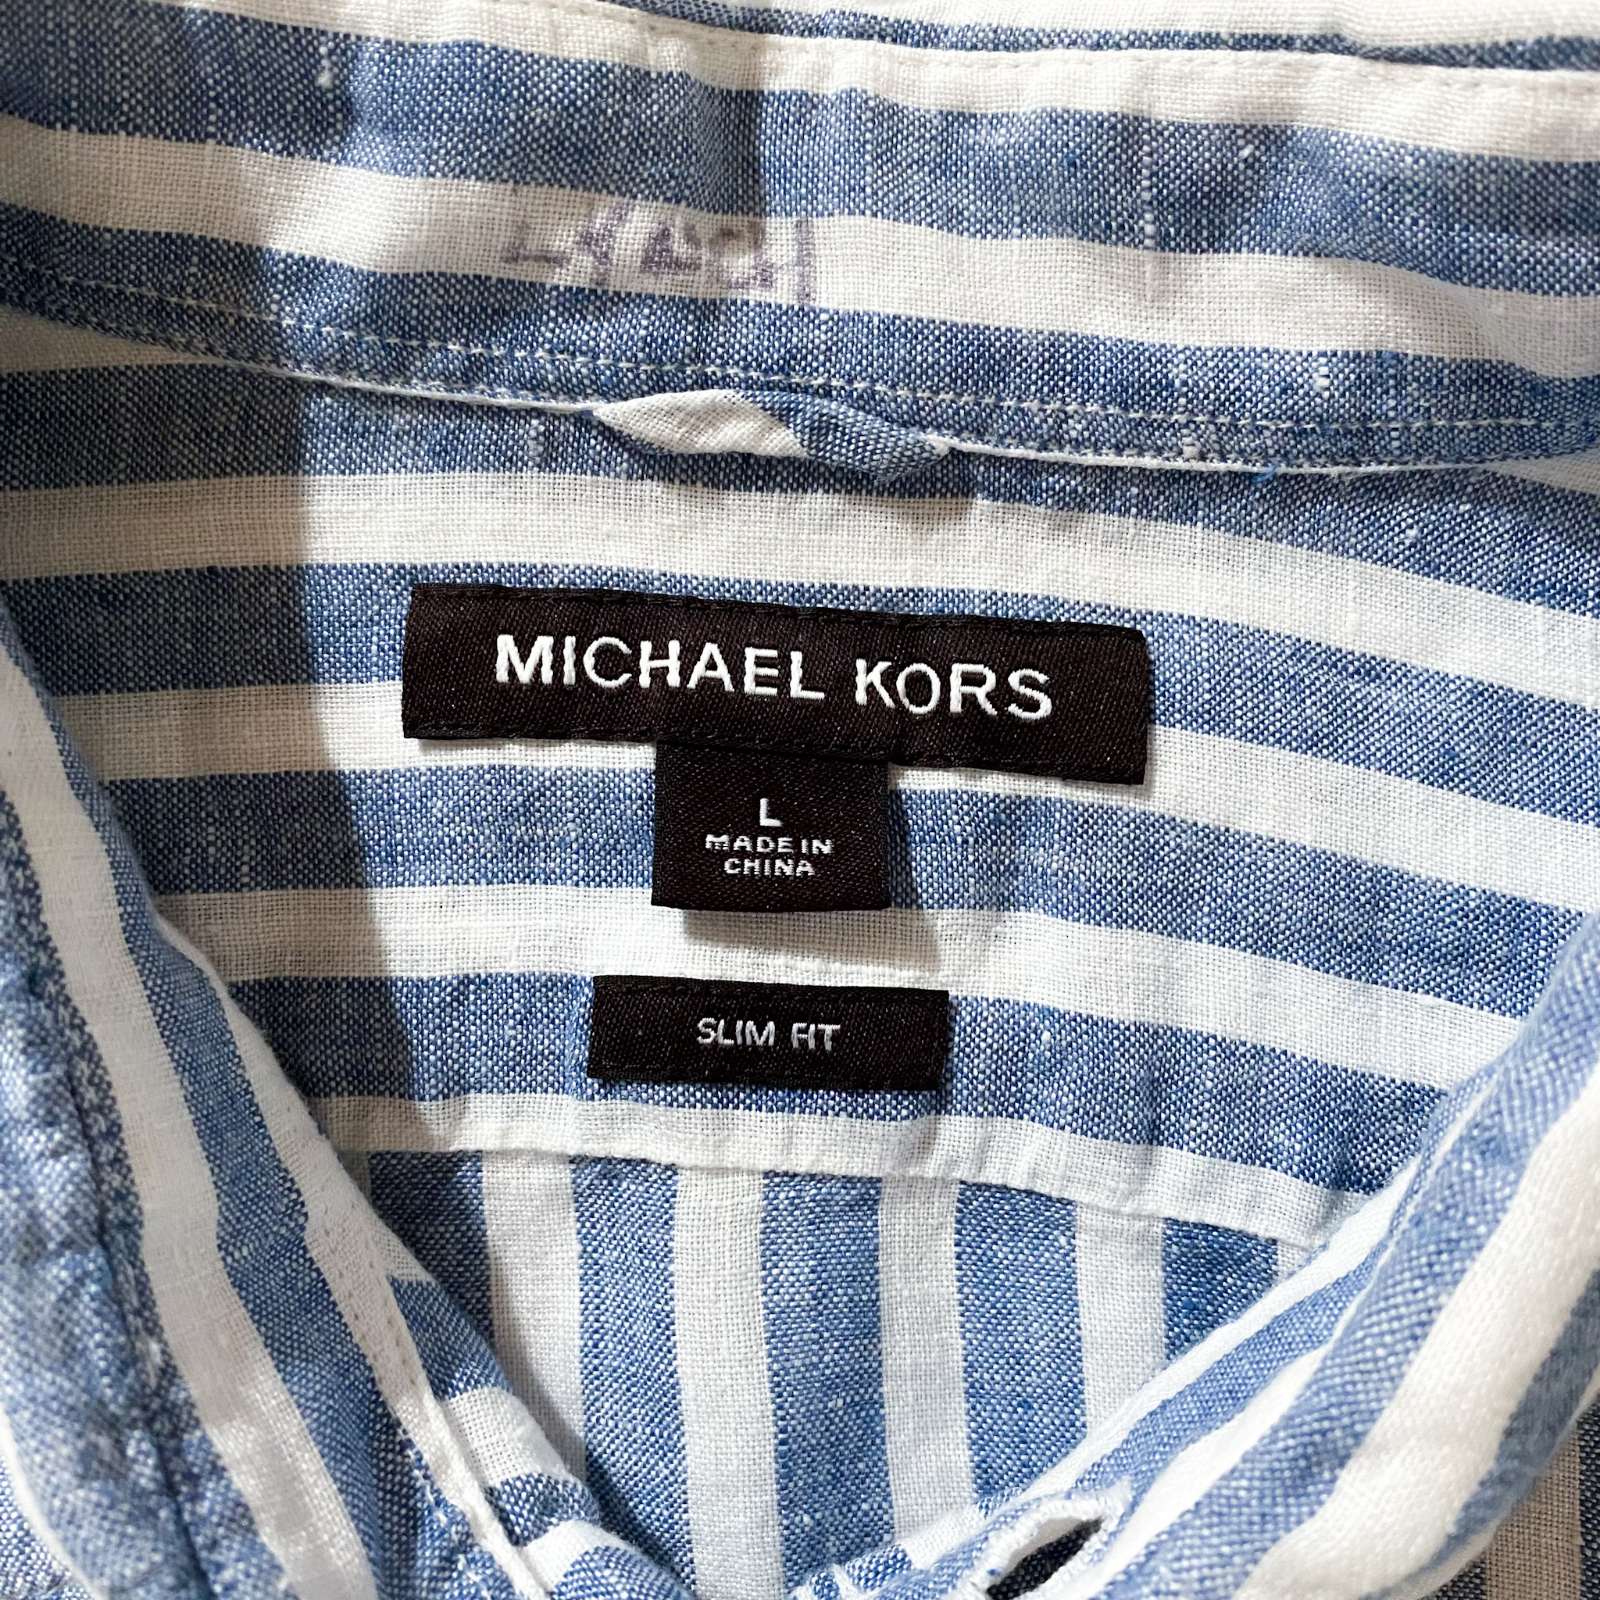 MICHAEL KORS
L
MADE IN
CHINA
SLIM FIT